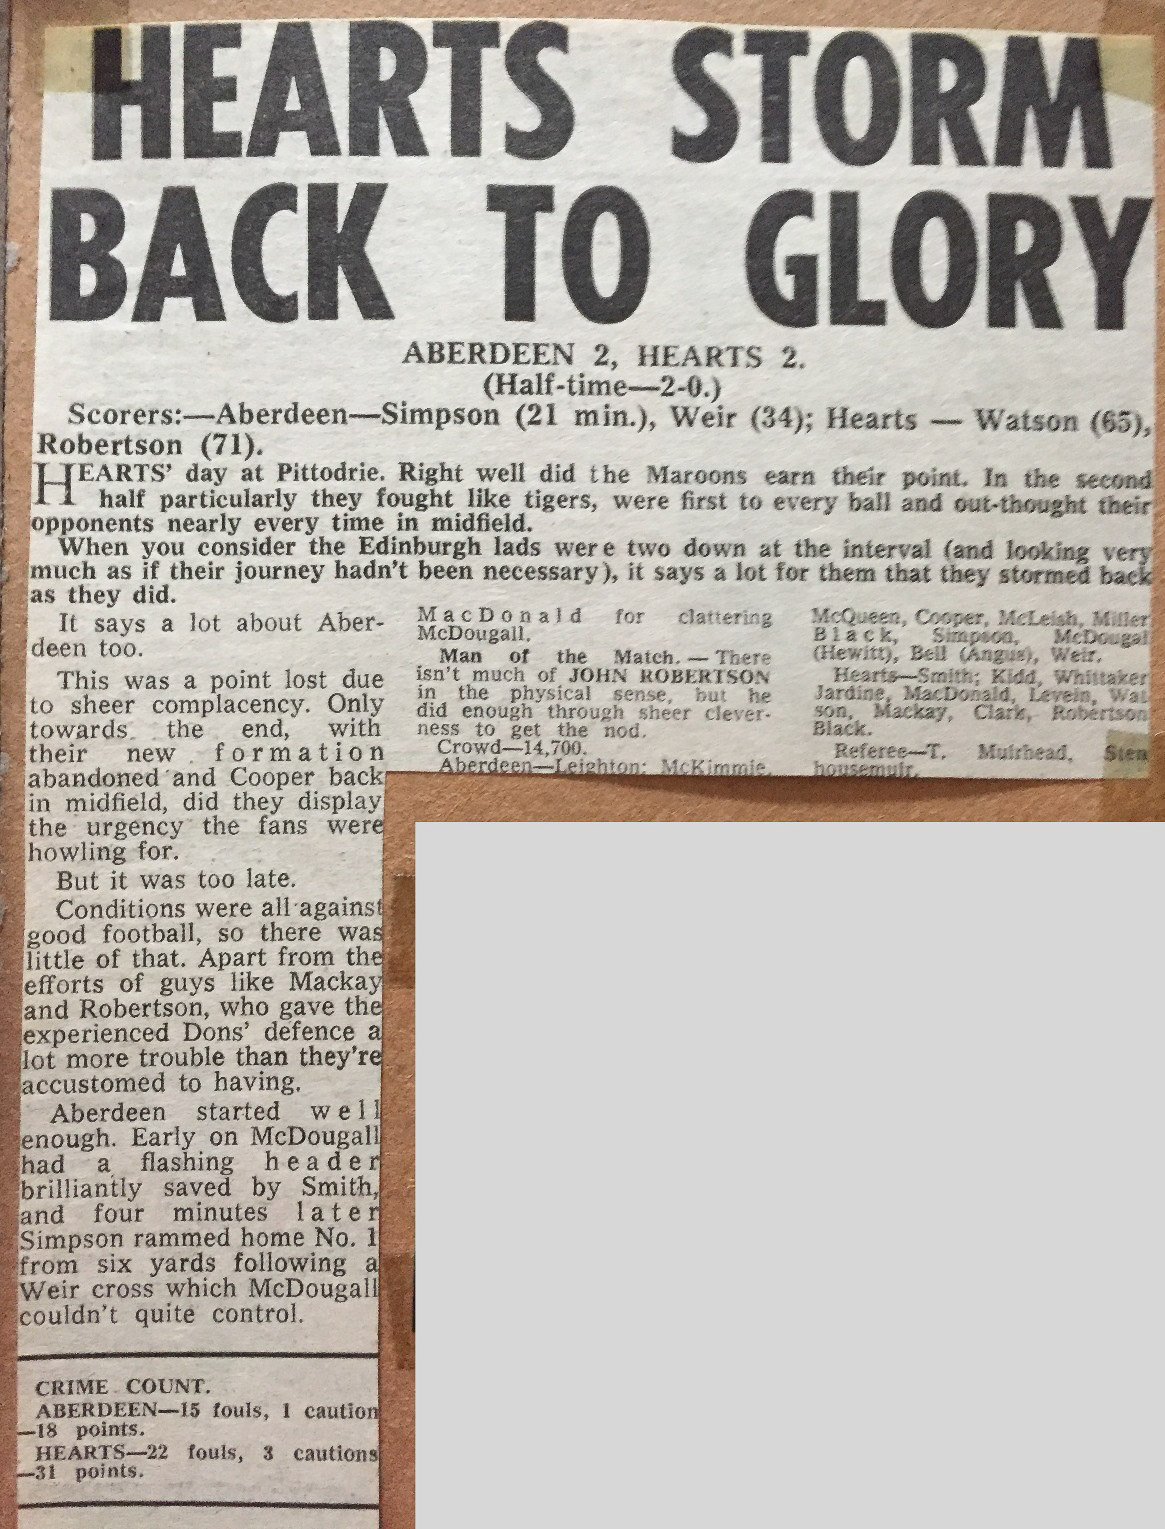 HEARTS STORM
BACK TO GLORY
ABERDEEN 2, HEARTS 2.
(Half-time—2-0.)
Scorers:—Aberdeen—Simpson (21 min.), Weir (34); Hearts — Watson (65),
Robertson (71).
HEARTS' day at Pittodrie. Right well did the Maroons earn their point. In the second
half particularly they fought like tigers, were first to every ball and out-thought their
opponents nearly every time in midfield.
When you consider the Edinburgh lads were two down at the interval (and looking very
much as if their journey hadn't been necessary), it says a lot for them that they stormed back
as they did.
It says a lot about Aber-
deen too.
This was a point lost due
to sheer complacency. Only
towards the end, with
their new formation
abandoned and Cooper back
in midfield, did they display
the urgency the fans were
howling for.
But it was too late.
Conditions were all against
good football, so there was
little of that. Apart from the
efforts of guys like Mackay
and Robertson, who gave the
experienced Dons' defence a
lot more trouble than they're
accustomed to having.
Aberdeen started well
enough. Early on McDougall
had a flashing header
brilliantly saved by Smith,
and four minutes later
Simpson rammed home No. 1
from six yards following a
Weir cross which McDougall
couldn't quite control.
CRIME COUNT.
ABERDEEN—15 fouls, 1 caution
—18 points.
HEARTS—22 fouls, 3 cautions
—31 points.
MacDonald for clattering
McDougall.
Man of the Match. — There
isn't much of JOHN ROBERTSON
in the physical sense, but he
did enough through sheer clever-
ness to get the nod.
Crowd—14,700.
Aberdeen—Leighton; McKimmie,
McQueen, Cooper, McLeish, Miller
Black, Simpson, McDougal
(Hewitt), Bell (Angus), Weir.
Hearts—Smith; Kidd, Whittaker
Jardine, MacDonald, Levein, Wat
son, Mackay, Clark, Robertson
Black.
Referee—T. Muirhead, Sten
housemuir.